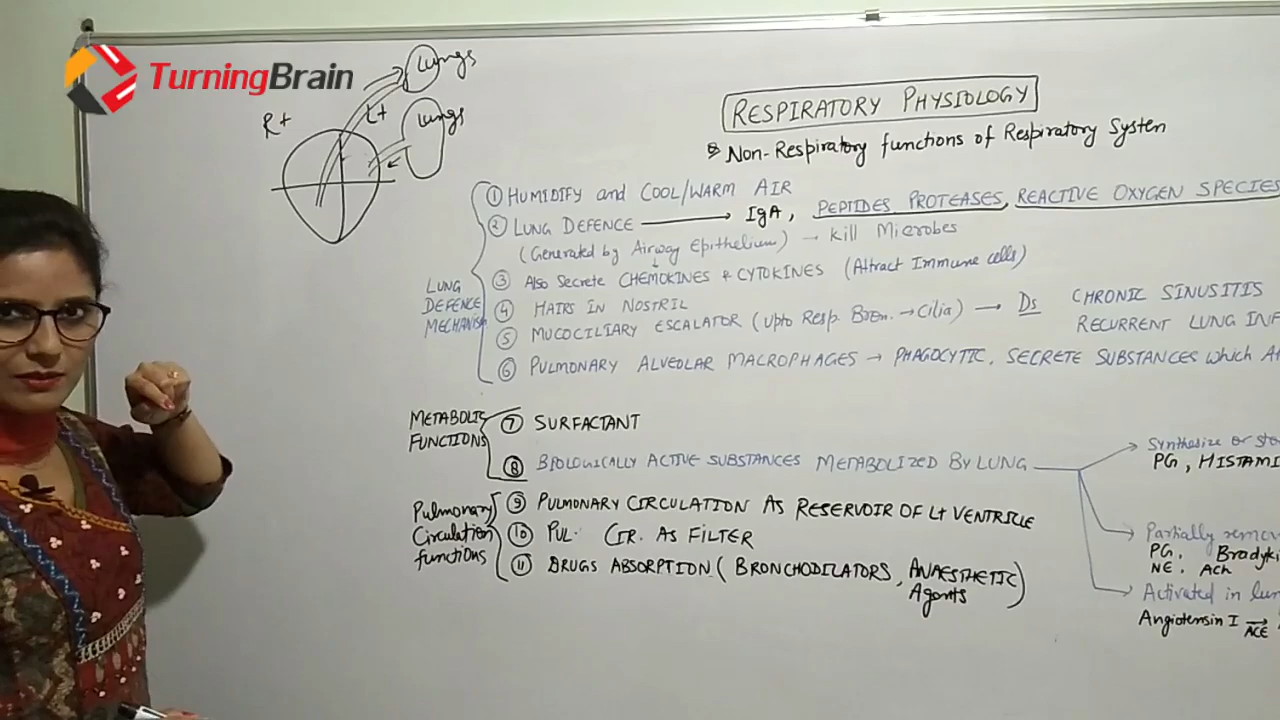 TurningBrain
Lungs
Lt
Lungs
Rt
RESPIRATORY PHYSIOLOGY
Non-Respiratory functions of Respiratory System
① HUMIDIFY and COOL/WARM AIR
② LUNG DEFENCE → IgA, PEPTIDES PROTEASES, REACTIVE OXYGEN SPECIES
(Generated by Airway Epithelium) → Kill Microbes
③ Also Secrete CHEMOKINES & CYTOKINES (Attract Immune cells)
LUNG
DEFENCE
MECHANISM
④ HAIRS IN NOSTRIL
⑤ MUCOCILIARY ESCALATOR (Upto Resp. Bron. → Cilia) → Ds CHRONIC SINUSITIS
RECURRENT LUNG INF
⑥ PULMONARY ALVEOLAR MACROPHAGES → PHAGOCYTIC, SECRETE SUBSTANCES which
METABOLIC
FUNCTIONS
⑦ SURFACTANT
⑧ BIOLOGICALLY ACTIVE SUBSTANCES METABOLIZED BY LUNG
Synthesize or sto
PG, HISTAMI
Partially remov
PG, Bradyki
NE, Ach
Activated in lun
Angiotensin I → ACE
Pulmonary
Circulation
functions
⑨ PULMONARY CIRCULATION AS RESERVOIR OF Lt VENTRICLE
⑩ PUL. CIR. AS FILTER
⑪ DRUGS ABSORPTION (BRONCHODILATORS, ANAESTHETIC
Agents)